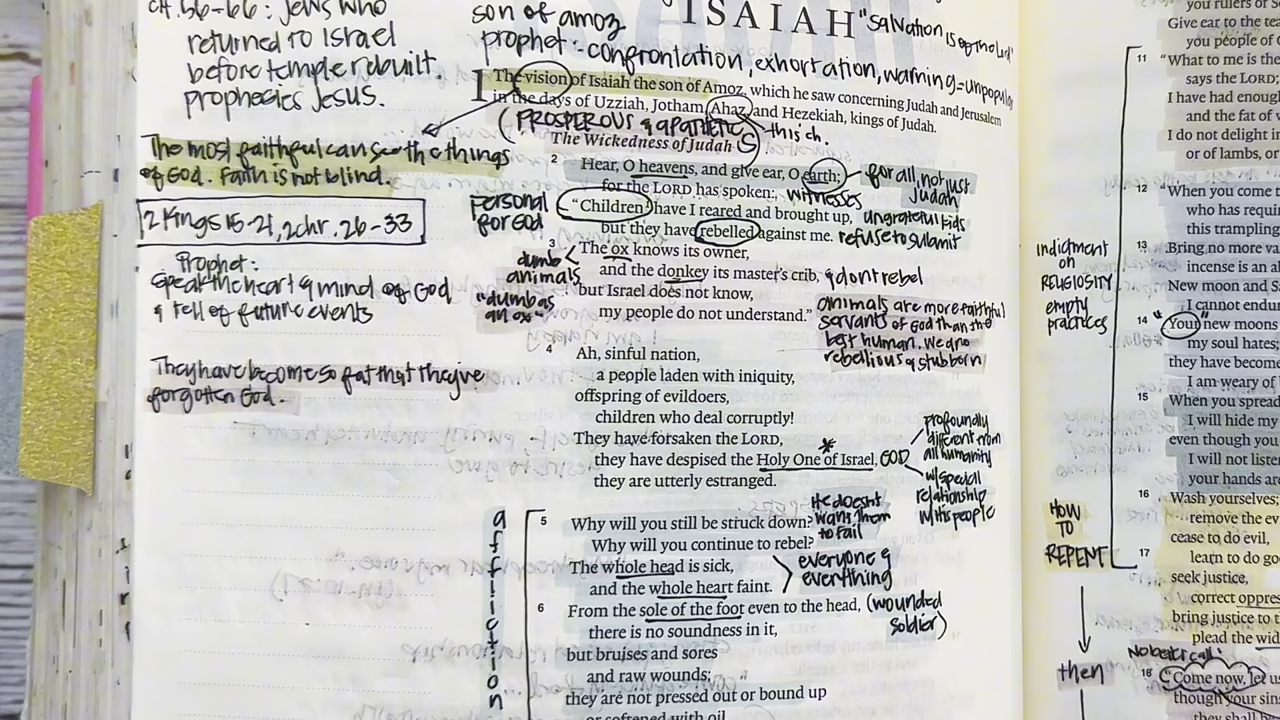 CH. 56-66: Jews who
returned to Israel
before temple rebuilt.
prophecies Jesus.
son of amoz
prophet:- confrontation, exhortation, warning = unpopular
ISAIAH
"Salvation is of the Lord"
1 The vision of Isaiah the son of Amoz, which he saw concerning Judah and Jerusalem
in the days of Uzziah, Jotham, Ahaz, and Hezekiah, kings of Judah.
(PROSPEROUS & apathetic)
this ch.
The Wickedness of Judah
The most faithful can see the things
of God. Faith is not blind.
2 Kings 15-21, 2 chr. 26-33
Prophet:
speak the heart & mind of God
& tell of future events
They have become so fat that they've
forgotten God.
2 Hear, O heavens, and give ear, O earth;
for all, not just
Judah
for the LORD has spoken:
witnesses
personal
for God
"Children have I reared and brought up,
ungrateful kids
but they have rebelled against me.
refuse to submit
3 The ox knows its owner,
dumb
animals
"dumb as
an ox"
and the donkey its master's crib,
& dont rebel
but Israel does not know,
my people do not understand."
animals are more faithful
servants of God than the
best human. We are
rebellious & stubborn
4 Ah, sinful nation,
a people laden with iniquity,
offspring of evildoers,
children who deal corruptly!
They have forsaken the LORD,
they have despised the Holy One of Israel,
GOD
they are utterly estranged.
profoundly
different from
all humanity
w/ special
relationship
w/ his people
affliction
5 Why will you still be struck down?
Why will you continue to rebel?
He doesnt
want them
to fail
The whole head is sick,
and the whole heart faint.
everyone &
everything
6 From the sole of the foot even to the head,
(wounded
soldier)
there is no soundness in it,
but bruises and sores
and raw wounds;
they are not pressed out or bound up
or softened with oil
you rulers of
Give ear to the
you people of
11 "What to me is the
says the LORD;
I have had enough
and the fat of
I do not delight in
or of lambs, or
12 "When you come
who has
this trampling
13 Bring no more
incense is an
New moon and
I cannot
14 Your new moons
my soul hates;
they have become
I am weary of
15 When you spread
I will hide my
even though you
I will not listen
your hands are
indictment
on
RELIGIOSITY
empty
practices
16 Wash yourselves;
remove the
cease to do evil,
17 learn to do
seek justice,
correct
bring justice to
plead the
HOW
TO
REPENT
then
No better call!
18 "Come now, let us
though your
they shall